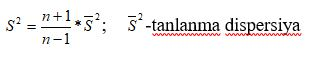 S² = n+1/n−1 * S̅²; S̅²-tanlanma dispersiya